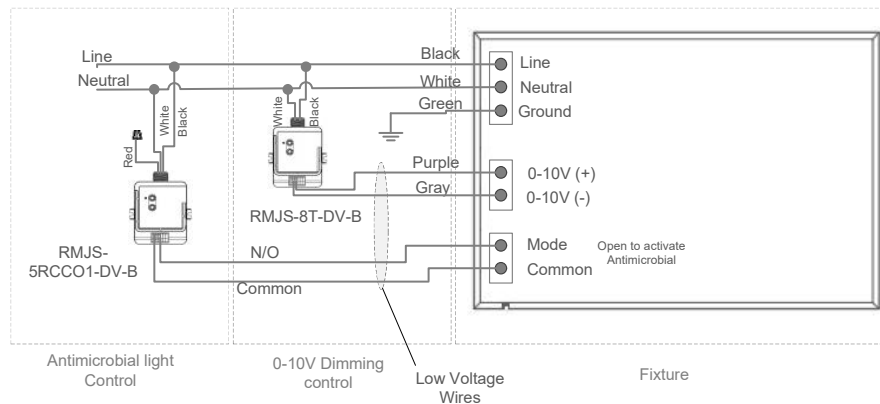 Line
Black
Line
Neutral
White
Neutral
Green
Ground
White
Black
White
Black
Red
Purple
0-10V (+)
Gray
0-10V (-)
RMJS-8T-DV-B
RMJS-
5RCCO1-DV-B
N/O
Mode
Open to activate
Antimicrobial
Common
Common
Antimicrobial light
Control
0-10V Dimming
control
Low Voltage
Wires
Fixture